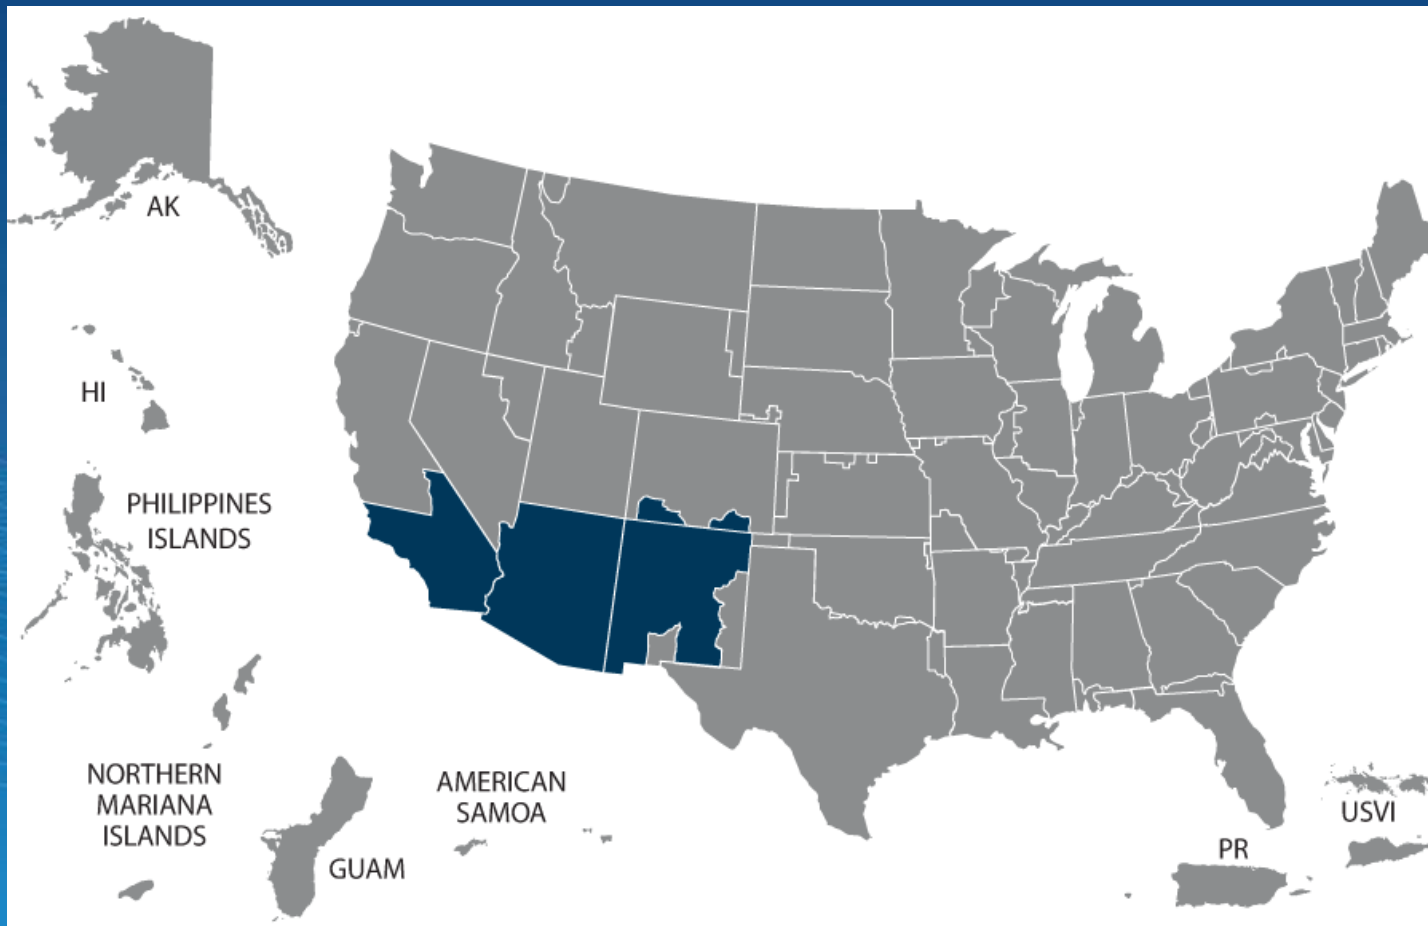 AK
HI
PHILIPPINES
ISLANDS
NORTHERN
MARIANA
ISLANDS
GUAM
AMERICAN
SAMOA
PR
USVI